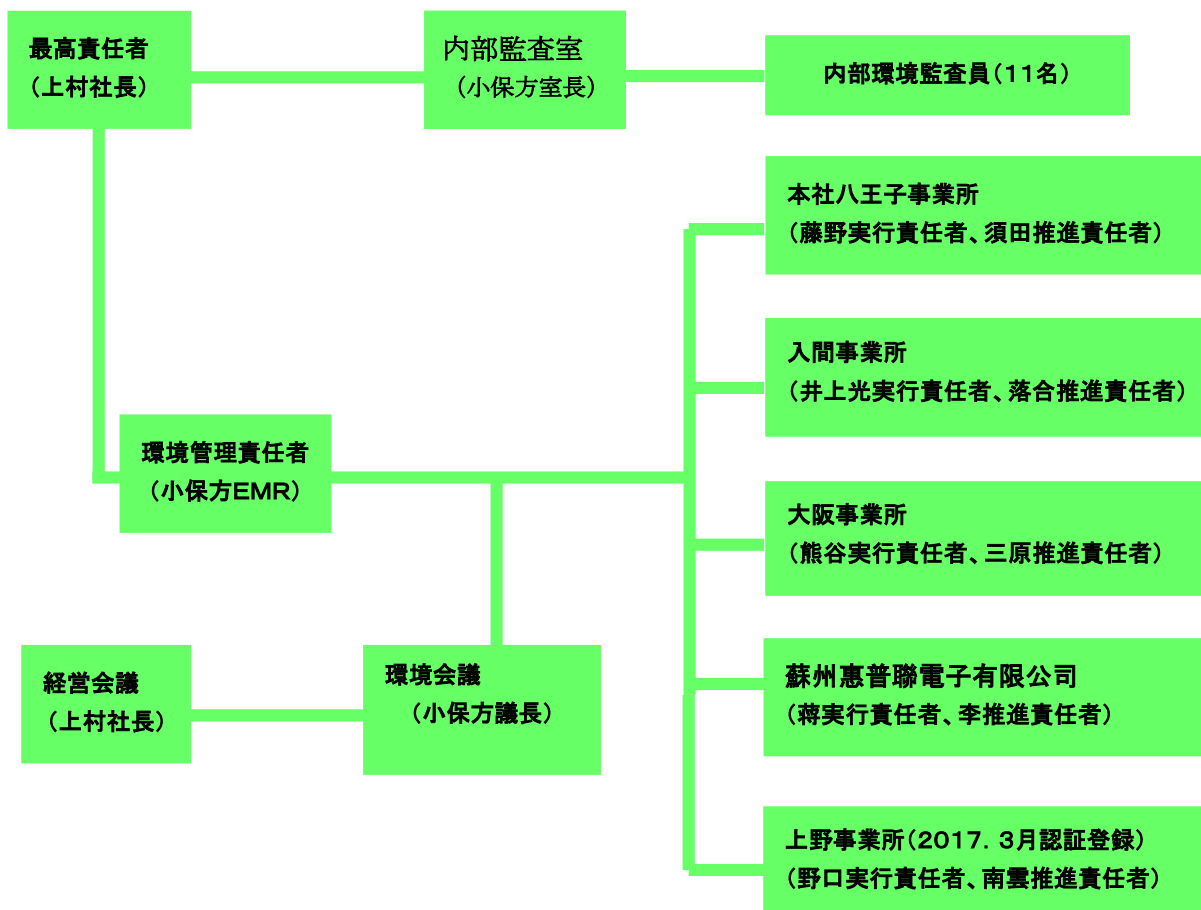 最高責任者
（上村社長）
内部監査室
（小保方室長）
内部環境監査員（11名）
本社八王子事業所
（藤野実行責任者、須田推進責任者）
入間事業所
（井上光実行責任者、落合推進責任者）
環境管理責任者
（小保方EMR）
大阪事業所
（熊谷実行責任者、三原推進責任者）
経営会議
（上村社長）
環境会議
（小保方議長）
蘇州惠普聯電子有限公司
（蒋実行責任者、李推進責任者）
上野事業所（2017．3月認証登録）
（野口実行責任者、南雲推進責任者）